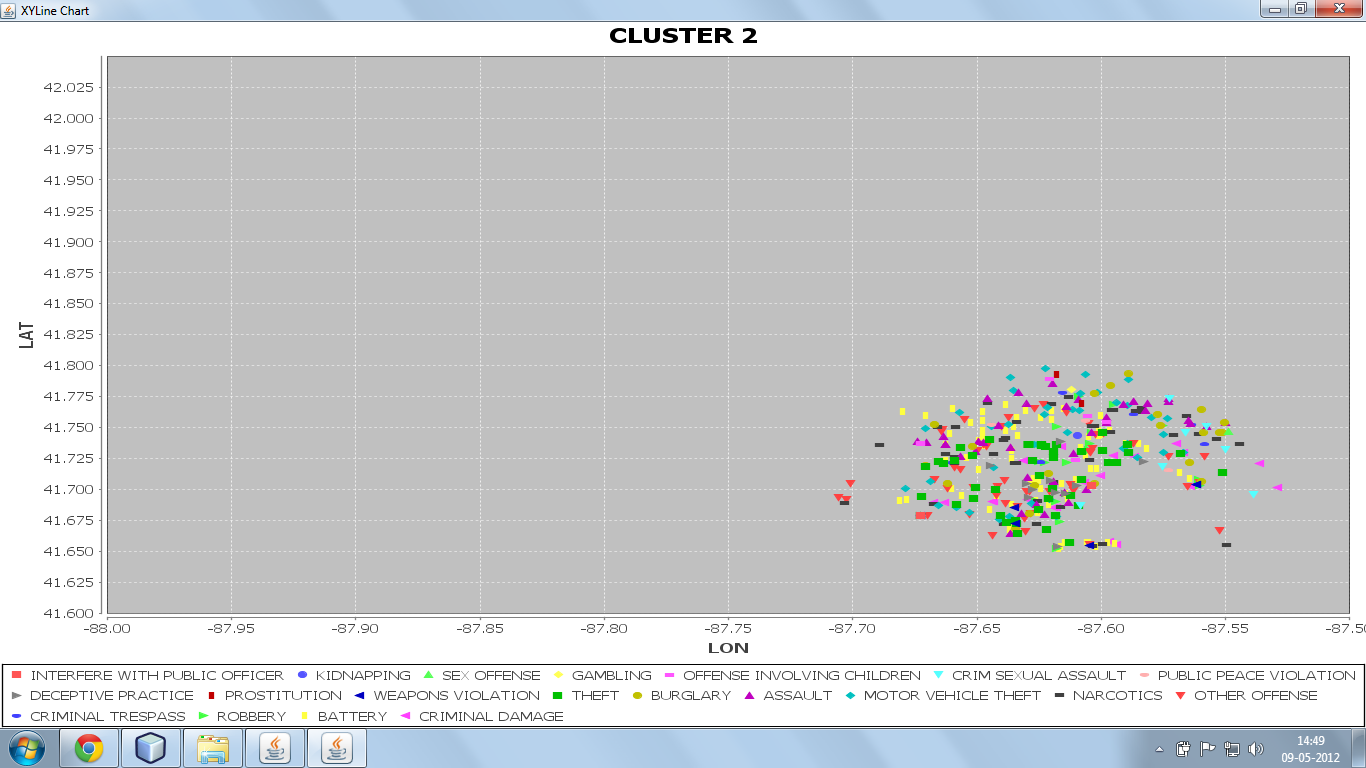 XYLine Chart
CLUSTER 2
42.025
42.000
41.975
41.950
41.925
41.900
41.875
41.850
41.825
41.800
41.775
41.750
41.725
41.700
41.675
41.650
41.625
41.600
LAT
-88.00 -87.95 -87.90 -87.85 -87.80 -87.75 -87.70 -87.65 -87.60 -87.55 -87.50
LON
INTERFERE WITH PUBLIC OFFICER KIDNAPPING SEX OFFENSE GAMBLING OFFENSE INVOLVING CHILDREN CRIM SEXUAL ASSAULT PUBLIC PEACE VIOLATION
DECEPTIVE PRACTICE PROSTITUTION WEAPONS VIOLATION THEFT BURGLARY ASSAULT MOTOR VEHICLE THEFT NARCOTICS OTHER OFFENSE
CRIMINAL TRESPASS ROBBERY BATTERY CRIMINAL DAMAGE
14:49
09-05-2012